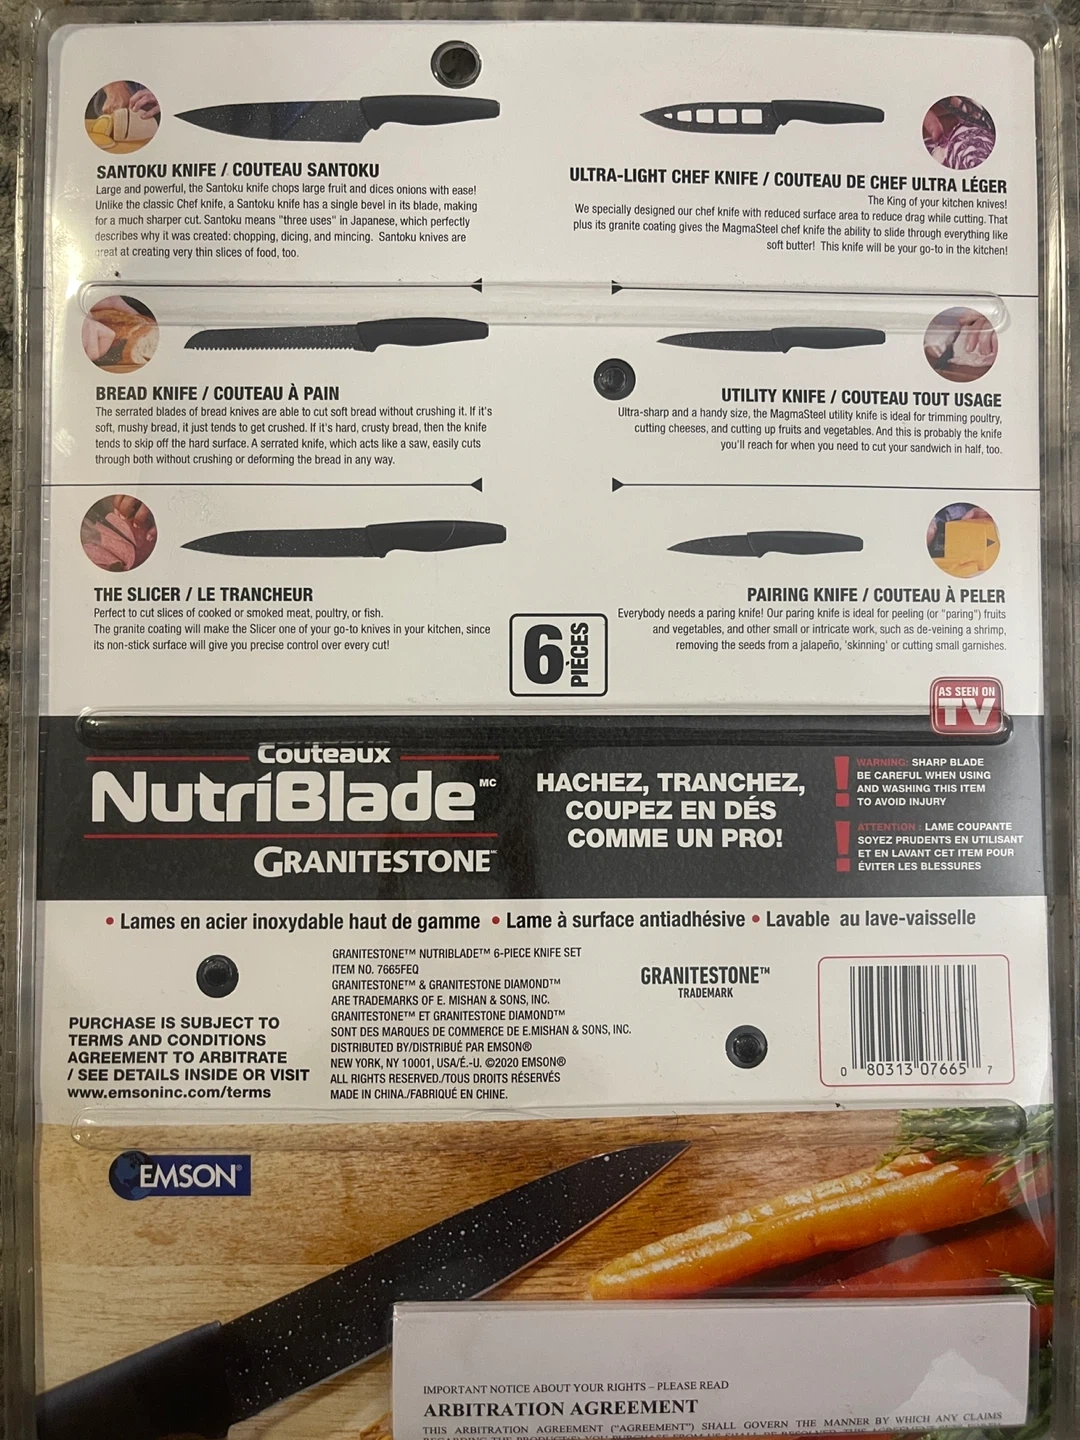 SANTOKU KNIFE / COUTEAU SANTOKU
Large and powerful, the Santoku knife chops large fruit and dices onions with ease!
Unlike the classic Chef knife, a Santoku knife has a single bevel in its blade, making
for a much sharper cut. Santoku means "three uses" in Japanese, which perfectly
describes why it was created: chopping, dicing, and mincing. Santoku knives are
great at creating very thin slices of food, too.
ULTRA-LIGHT CHEF KNIFE / COUTEAU DE CHEF ULTRA LÉGER
The King of your kitchen knives!
We specially designed our chef knife with reduced surface area to reduce drag while cutting. That
plus its granite coating gives the MagmaSteel chef knife the ability to slide through everything like
soft butter! This knife will be your go-to in the kitchen!
BREAD KNIFE / COUTEAU À PAIN
The serrated blades of bread knives are able to cut soft bread without crushing it. If it's
soft, mushy bread, it just tends to get crushed. If it's hard, crusty bread, then the knife
tends to skip off the hard surface. A serrated knife, which acts like a saw, easily cuts
through both without crushing or deforming the bread in any way.
UTILITY KNIFE / COUTEAU TOUT USAGE
Ultra-sharp and a handy size, the MagmaSteel utility knife is ideal for trimming poultry,
cutting cheeses, and cutting up fruits and vegetables. And this is probably the knife
you'll reach for when you need to cut your sandwich in half, too.
THE SLICER / LE TRANCHEUR
Perfect to cut slices of cooked or smoked meat, poultry, or fish.
The granite coating will make the Slicer one of your go-to knives in your kitchen, since
its non-stick surface will give you precise control over every cut!
PAIRING KNIFE / COUTEAU À PELER
Everybody needs a paring knife! Our paring knife is ideal for peeling (or "paring") fruits
and vegetables, and other small or intricate work, such as de-veining a shrimp,
removing the seeds from a jalapeño, 'skinning' or cutting small garnishes.
6 PIÈCES
AS SEEN ON
TV
Couteaux
NutriBlade MC
GRANITESTONE™
HACHEZ, TRANCHEZ,
COUPEZ EN DÉS
COMME UN PRO!
WARNING: SHARP BLADE
BE CAREFUL WHEN USING
AND WASHING THIS ITEM
TO AVOID INJURY
ATTENTION : LAME COUPANTE
SOYEZ PRUDENTS EN UTILISANT
ET EN LAVANT CET ITEM POUR
ÉVITER LES BLESSURES
• Lames en acier inoxydable haut de gamme • Lame à surface antiadhésive • Lavable au lave-vaisselle
PURCHASE IS SUBJECT TO
TERMS AND CONDITIONS
AGREEMENT TO ARBITRATE
/ SEE DETAILS INSIDE OR VISIT
www.emsoninc.com/terms
GRANITESTONE™ NUTRIBLADE™ 6-PIECE KNIFE SET
ITEM NO. 7665FEQ
GRANITESTONE™ & GRANITESTONE DIAMOND™
ARE TRADEMARKS OF E. MISHAN & SONS, INC.
GRANITESTONE™ ET GRANITESTONE DIAMOND™
SONT DES MARQUES DE COMMERCE DE E.MISHAN & SONS, INC.
DISTRIBUTED BY/DISTRIBUÉ PAR EMSON®
NEW YORK, NY 10001, USA/É.-U. ©2020 EMSON®
ALL RIGHTS RESERVED./TOUS DROITS RÉSERVÉS
MADE IN CHINA./FABRIQUÉ EN CHINE.
GRANITESTONE™
TRADEMARK
0 80313 07665 7
EMSON®
IMPORTANT NOTICE ABOUT YOUR RIGHTS – PLEASE READ
ARBITRATION AGREEMENT
THIS ARBITRATION AGREEMENT ("AGREEMENT") SHALL GOVERN THE MANNER BY WHICH ANY CLAIMS